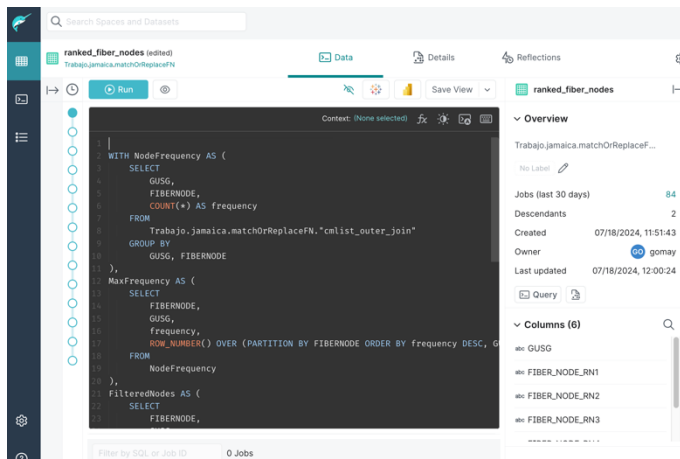 Search Spaces and Datasets
ranked_fiber_nodes (edited)
Trabajo.jamaica.matchOrReplaceFN
Data
Details
Reflections
Run
Save View
ranked_fiber_nodes
Context: (None selected)
fx
1
2 WITH NodeFrequency AS (
3 SELECT
4 GUSG,
5 FIBERNODE,
6 COUNT(*) AS frequency
7 FROM
8 Trabajo.jamaica.matchOrReplaceFN."cmlist_outer_join"
9 GROUP BY
10 GUSG, FIBERNODE
11 ),
12 MaxFrequency AS (
13 SELECT
14 FIBERNODE,
15 GUSG,
16 frequency,
17 ROW_NUMBER() OVER (PARTITION BY FIBERNODE ORDER BY frequency DESC, GU
18 FROM
19 NodeFrequency
20 ),
21 FilteredNodes AS (
22 SELECT
23 FIBERNODE,
Overview
Trabajo.jamaica.matchOrReplaceF...
No Label
Jobs (last 30 days) 84
Descendants 2
Created 07/18/2024, 11:51:43
Owner GO gomay
Last updated 07/18/2024, 12:00:24
Query
Columns (6)
abc GUSG
abc FIBER_NODE_RN1
abc FIBER_NODE_RN2
abc FIBER_NODE_RN3
Filter by SQL or Job ID
0 Jobs